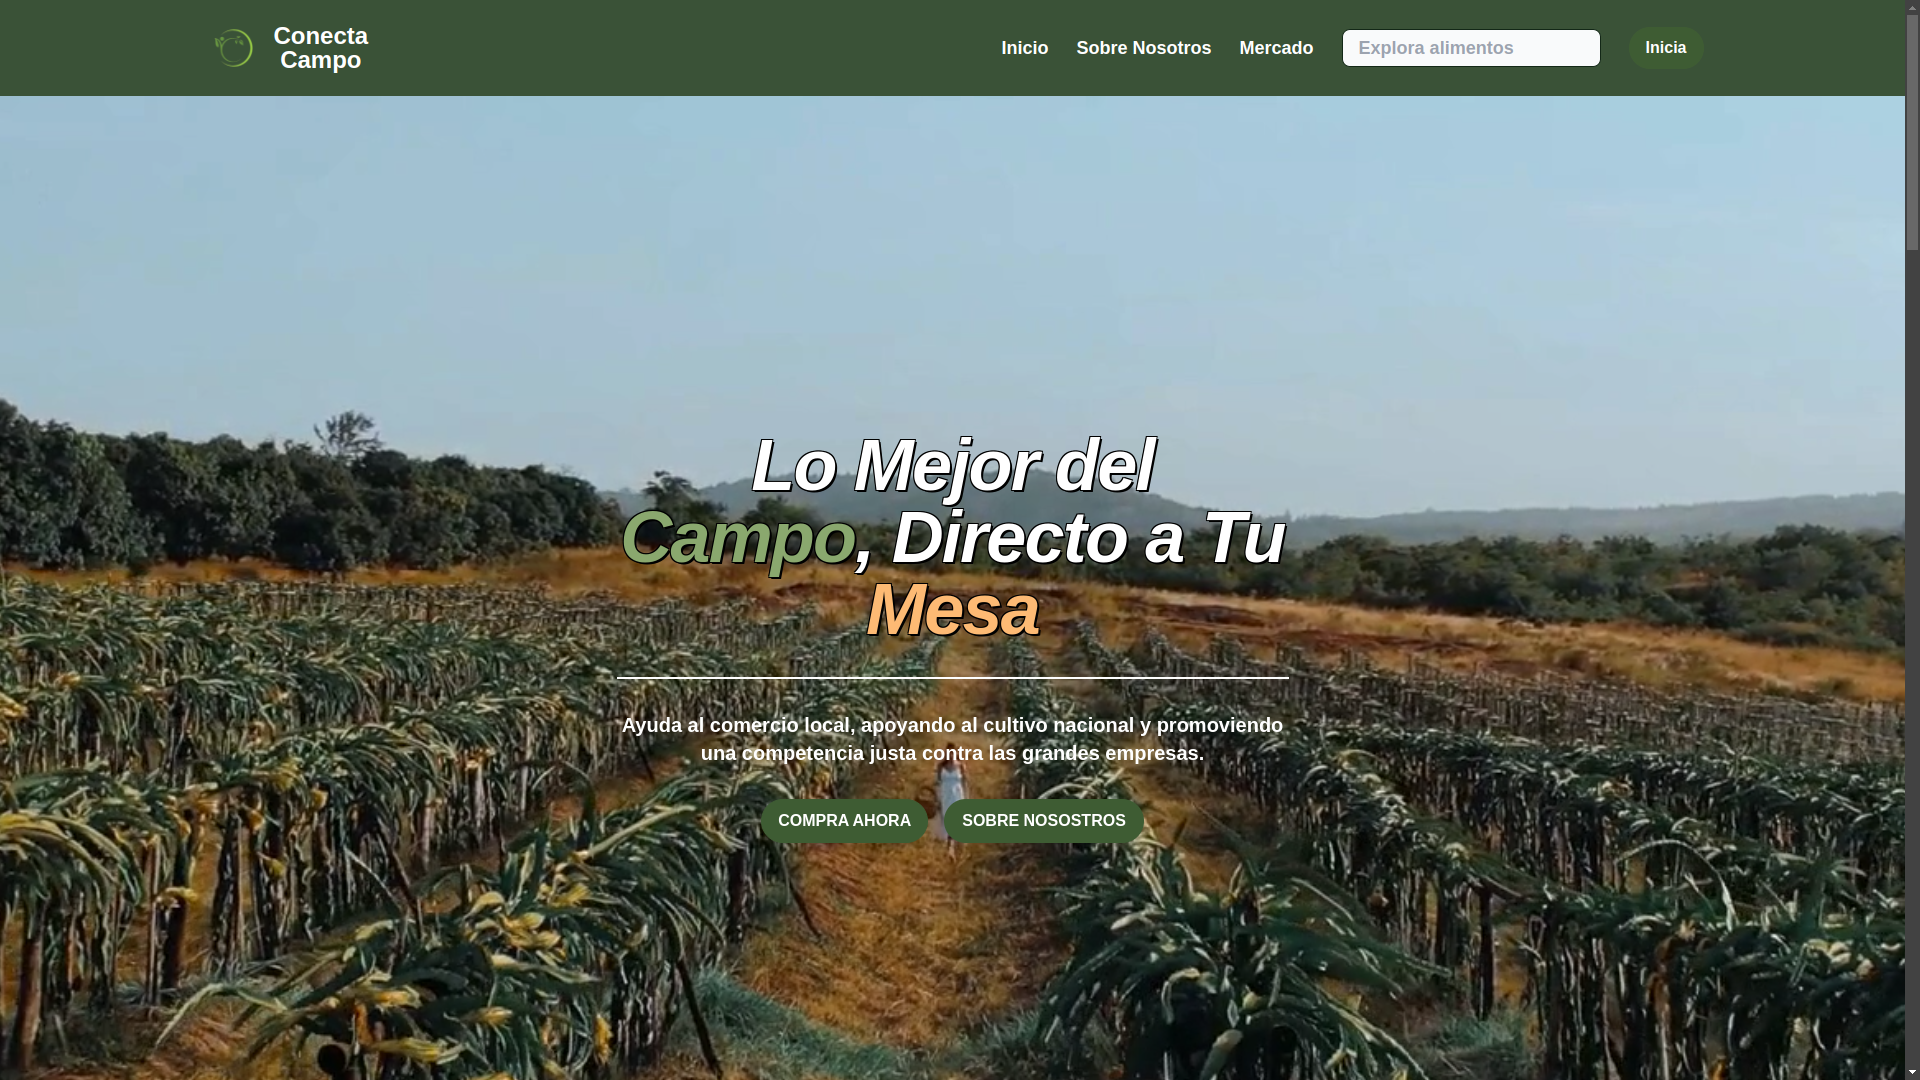 Conecta
Campo
Inicio
Sobre Nosotros
Mercado
Explora alimentos
Inicia
Lo Mejor del
Campo, Directo a Tu
Mesa
Ayuda al comercio local, apoyando al cultivo nacional y promoviendo
una competencia justa contra las grandes empresas.
COMPRA AHORA
SOBRE NOSOSTROS